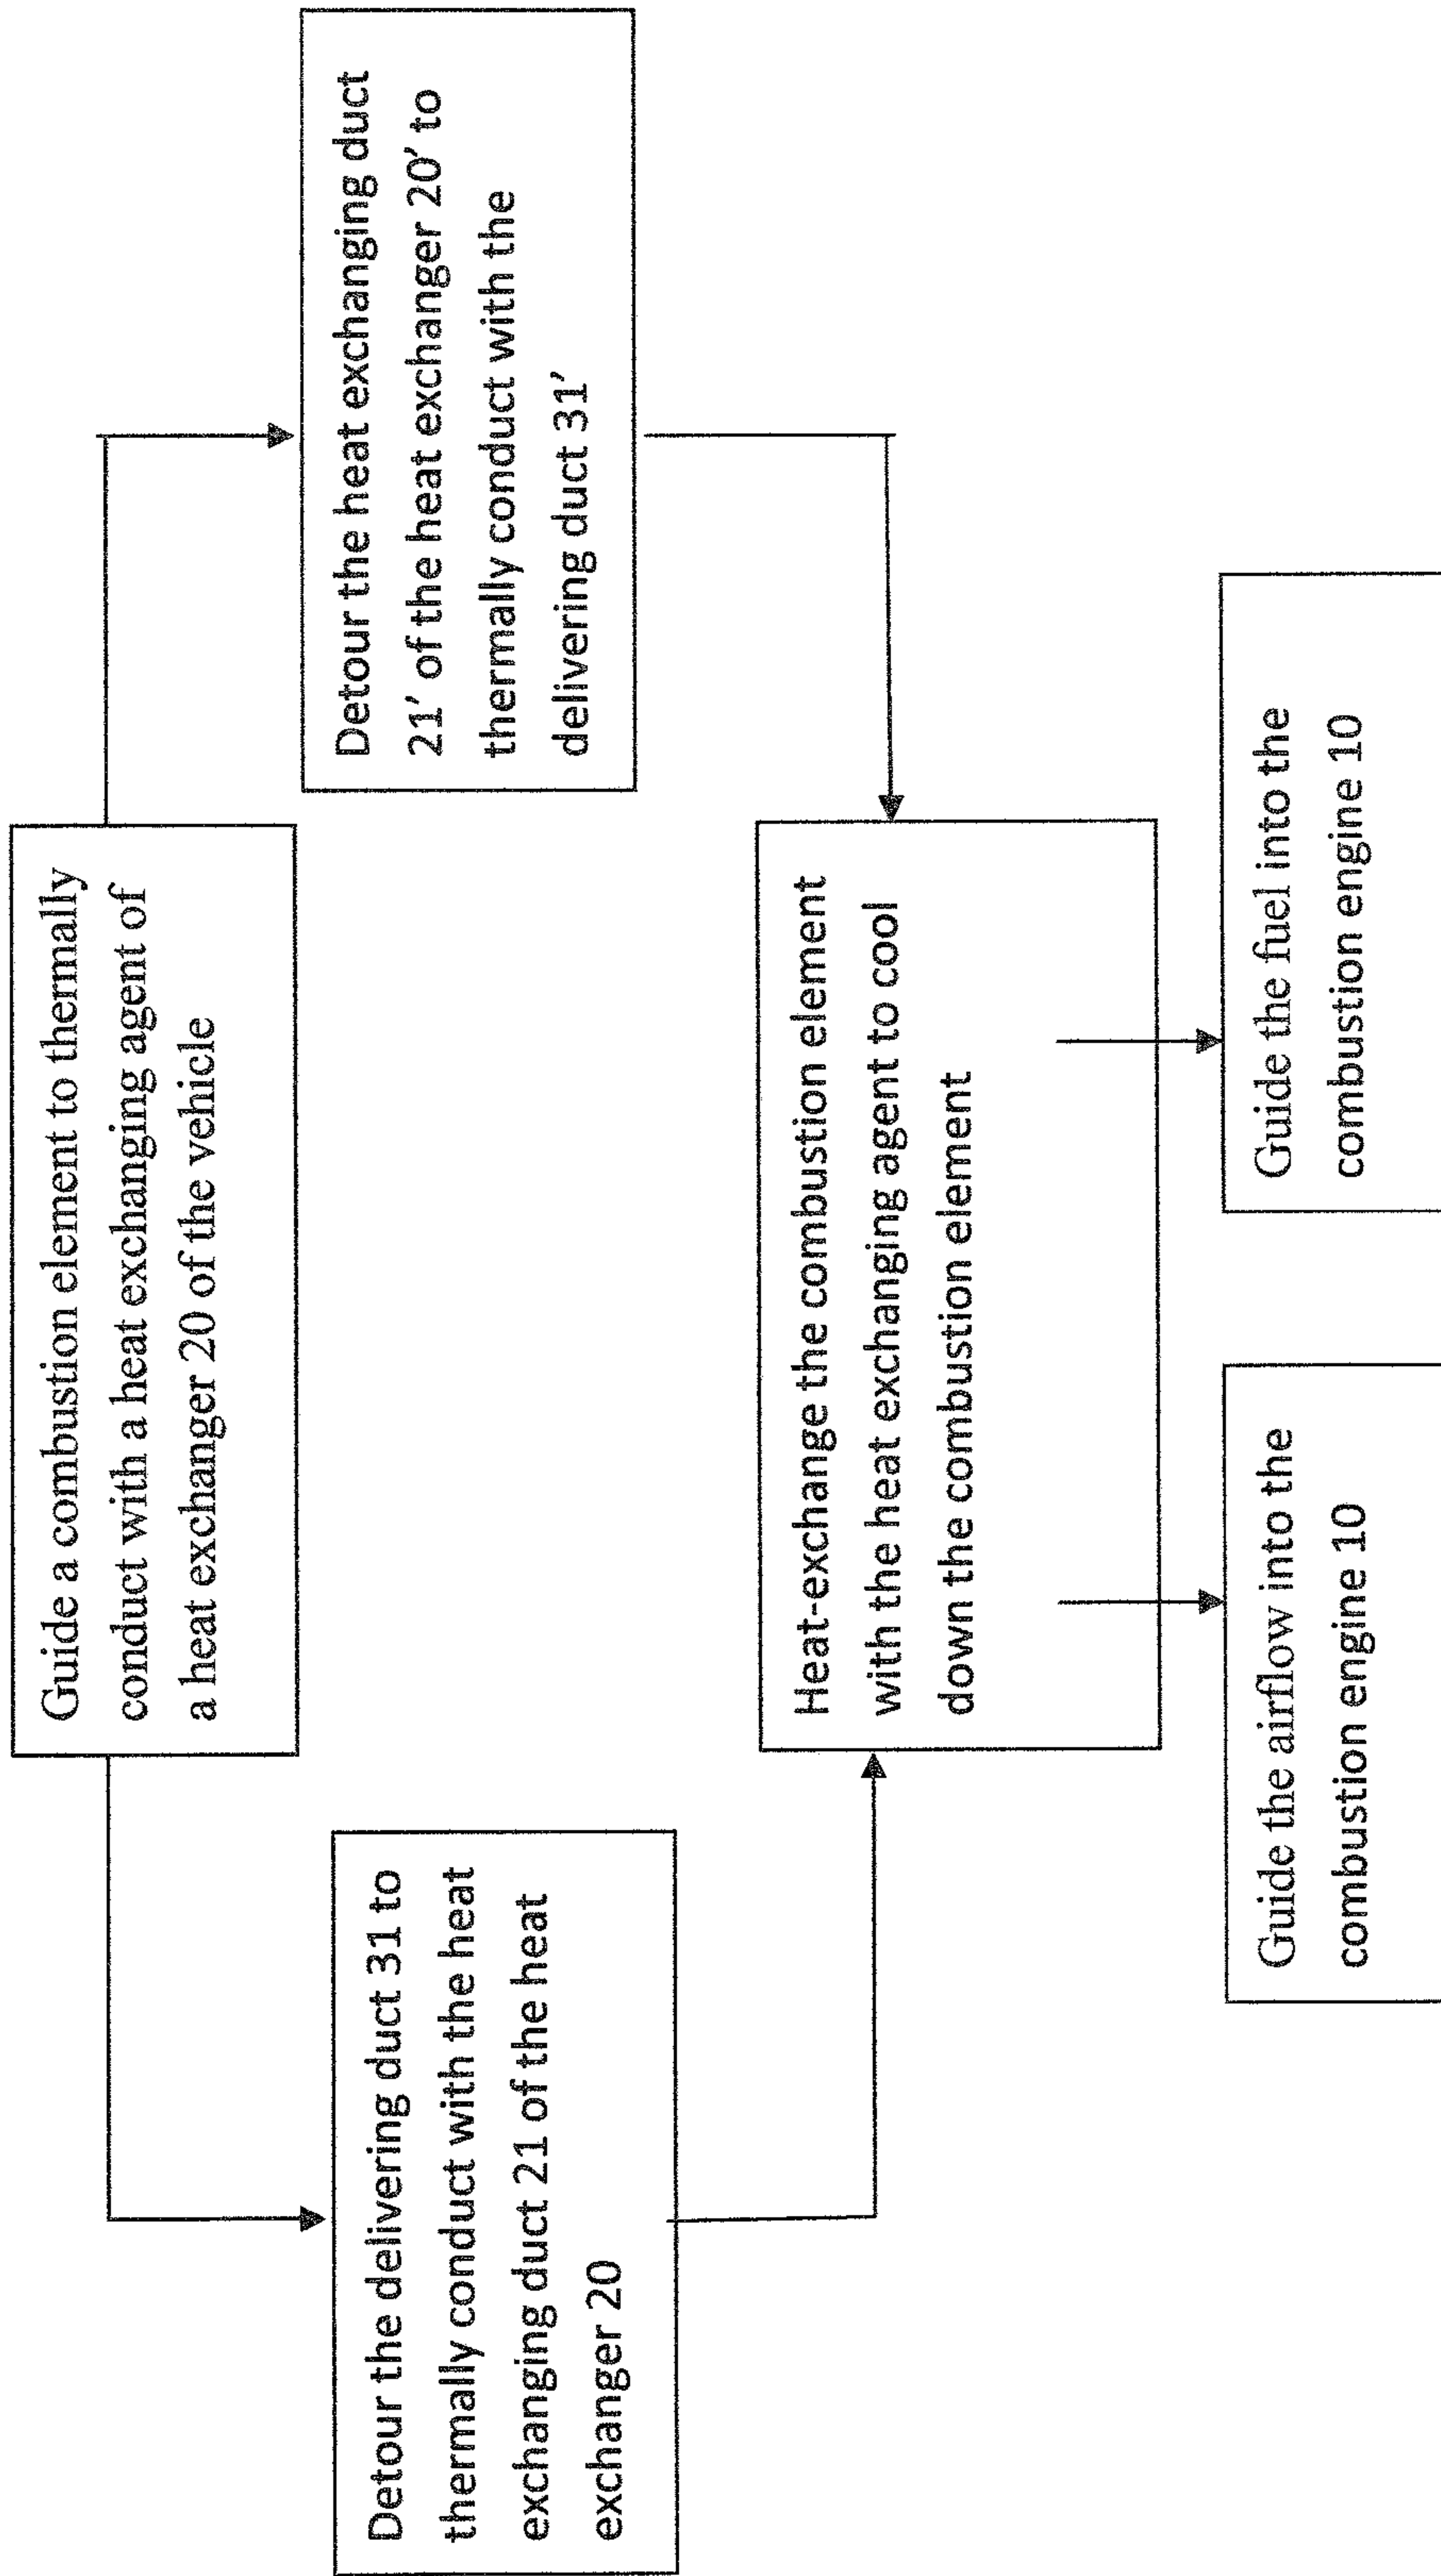 Guide a combustion element to thermally
conduct with a heat exchanging agent of
a heat exchanger 20 of the vehicle
Detour the delivering duct 31 to
thermally conduct with the heat
exchanging duct 21 of the heat
exchanger 20
Detour the heat exchanging duct
21' of the heat exchanger 20' to
thermally conduct with the
delivering duct 31'
Heat-exchange the combustion element
with the heat exchanging agent to cool
down the combustion element
Guide the airflow into the
combustion engine 10
Guide the fuel into the
combustion engine 10